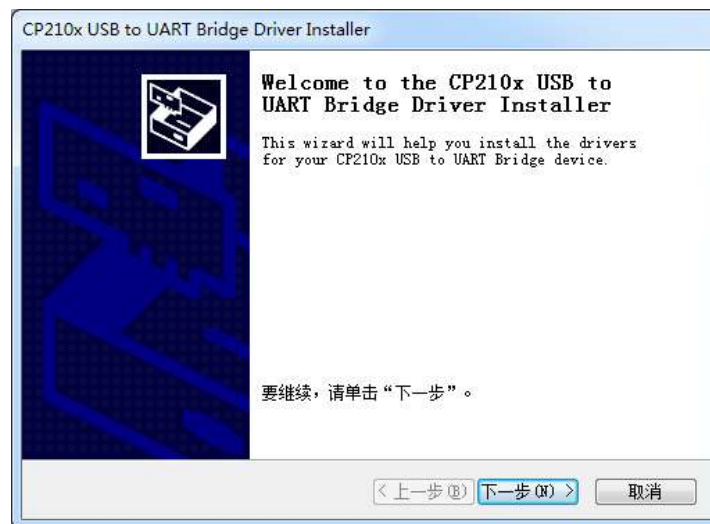 CP210x USB to UART Bridge Driver Installer
Welcome to the CP210x USB to
UART Bridge Driver Installer
This wizard will help you install the drivers
for your CP210x USB to UART Bridge device.
要继续，请单击“下一步”。
< 上一步(B) 下一步(N) > 取消